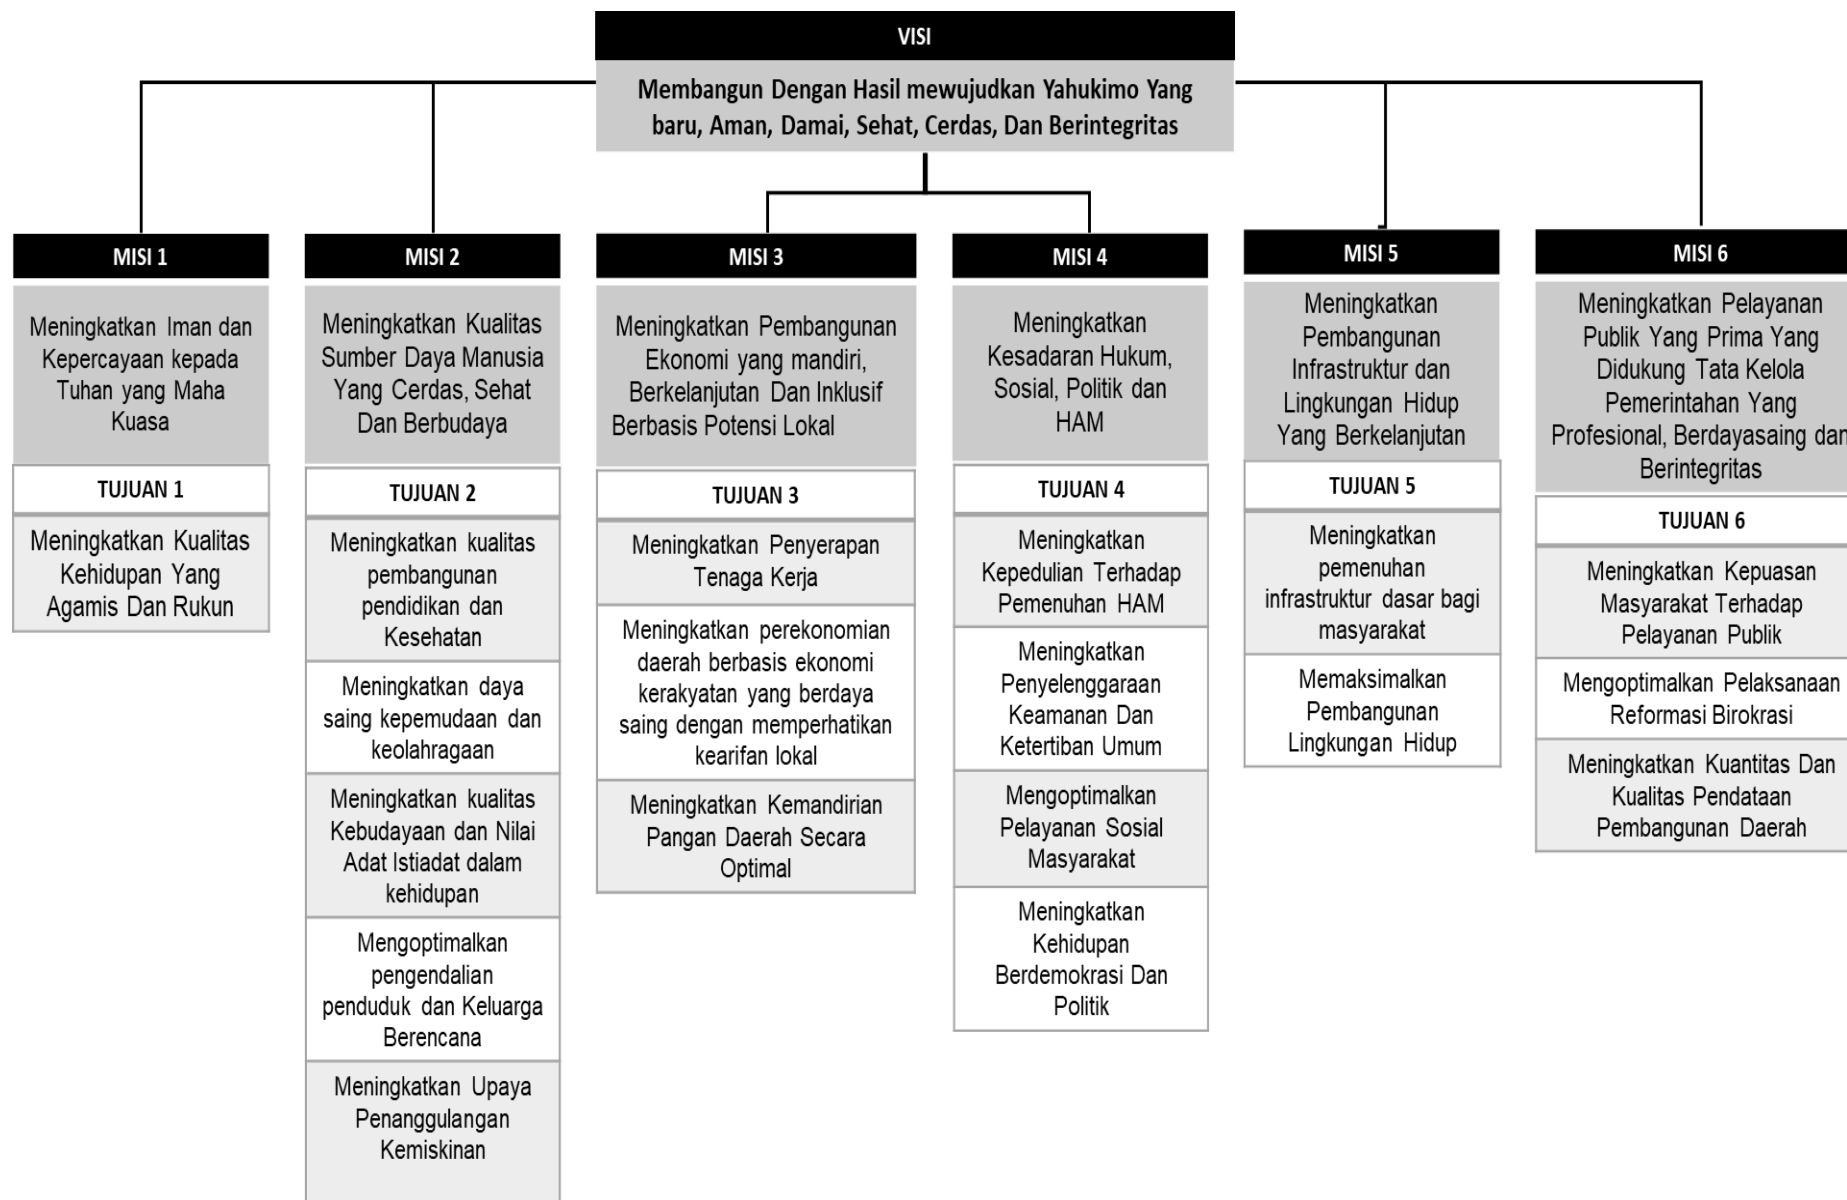 VISI
Membangun Dengan Hasil mewujudkan Yahukimo Yang
baru, Aman, Damai, Sehat, Cerdas, Dan Berintegritas
MISI 1
Meningkatkan Iman dan
Kepercayaan kepada
Tuhan yang Maha
Kuasa
TUJUAN 1
Meningkatkan Kualitas
Kehidupan Yang
Agamis Dan Rukun
MISI 2
Meningkatkan Kualitas
Sumber Daya Manusia
Yang Cerdas, Sehat
Dan Berbudaya
TUJUAN 2
Meningkatkan kualitas
pembangunan
pendidikan dan
Kesehatan
Meningkatkan daya
saing kepemudaan dan
keolahragaan
Meningkatkan kualitas
Kebudayaan dan Nilai
Adat Istiadat dalam
kehidupan
Mengoptimalkan
pengendalian
penduduk dan Keluarga
Berencana
Meningkatkan Upaya
Penanggulangan
Kemiskinan
MISI 3
Meningkatkan Pembangunan
Ekonomi yang mandiri,
Berkelanjutan Dan Inklusif
Berbasis Potensi Lokal
TUJUAN 3
Meningkatkan Penyerapan
Tenaga Kerja
Meningkatkan perekonomian
daerah berbasis ekonomi
kerakyatan yang berdaya
saing dengan memperhatikan
kearifan lokal
Meningkatkan Kemandirian
Pangan Daerah Secara
Optimal
MISI 4
Meningkatkan
Kesadaran Hukum,
Sosial, Politik dan
HAM
TUJUAN 4
Meningkatkan
Kepedulian Terhadap
Pemenuhan HAM
Meningkatkan
Penyelenggaraan
Keamanan Dan
Ketertiban Umum
Mengoptimalkan
Pelayanan Sosial
Masyarakat
Meningkatkan
Kehidupan
Berdemokrasi Dan
Politik
MISI 5
Meningkatkan
Pembangunan
Infrastruktur dan
Lingkungan Hidup
Yang Berkelanjutan
TUJUAN 5
Meningkatkan
pemenuhan
infrastruktur dasar bagi
masyarakat
Memaksimalkan
Pembangunan
Lingkungan Hidup
MISI 6
Meningkatkan Pelayanan
Publik Yang Prima Yang
Didukung Tata Kelola
Pemerintahan Yang
Profesional, Berdayasaing dan
Berintegritas
TUJUAN 6
Meningkatkan Kepuasan
Masyarakat Terhadap
Pelayanan Publik
Mengoptimalkan Pelaksanaan
Reformasi Birokrasi
Meningkatkan Kuantitas Dan
Kualitas Pendataan
Pembangunan Daerah